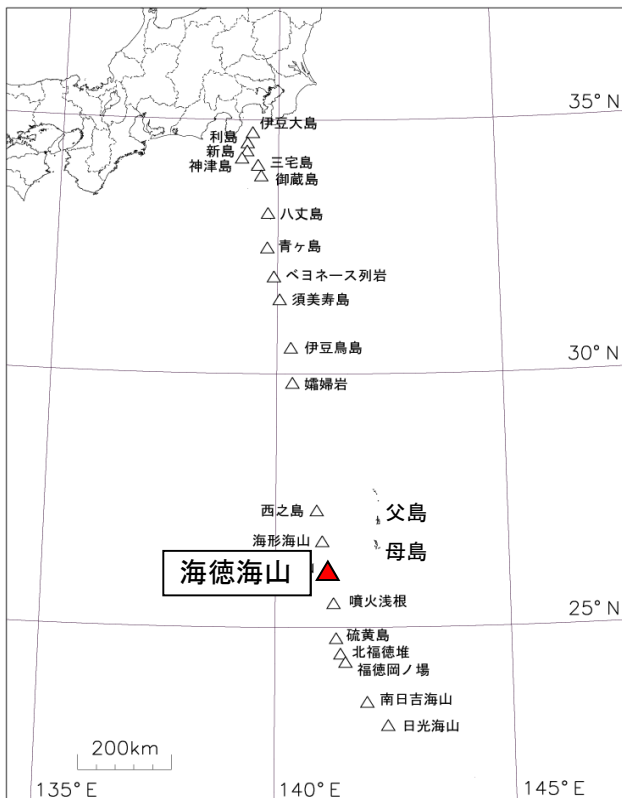 35° N
伊豆大島
利島
新島
神津島
三宅島
御蔵島
八丈島
青ヶ島
ベヨネース列岩
須美寿島
伊豆鳥島
30° N
孀婦岩
西之島
父島
海形海山
母島
海徳海山
噴火浅根
25° N
硫黄島
北福徳堆
福徳岡ノ場
南日吉海山
日光海山
200km
135° E
140° E
145° E